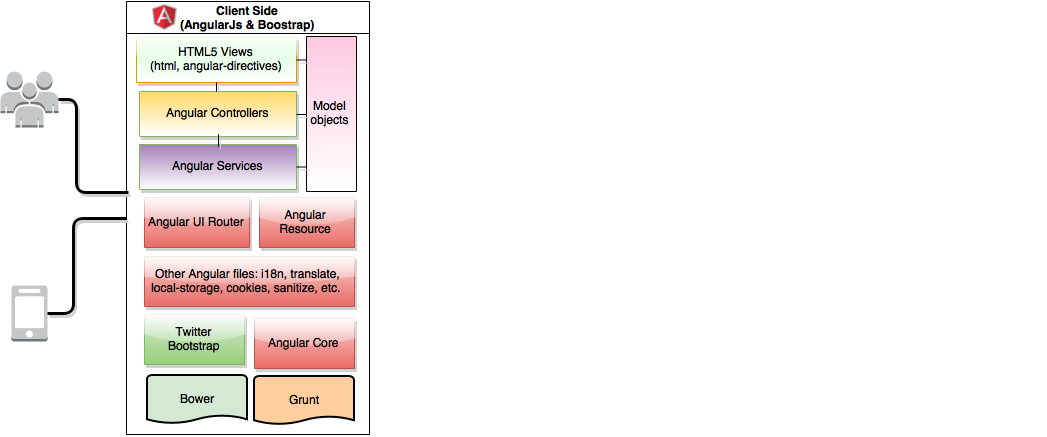 Client Side
(AngularJs & Boostrap)
HTML5 Views
(html, angular-directives)
Model
objects
Angular Controllers
Angular Services
Angular UI Router
Angular
Resource
Other Angular files: i18n, translate,
local-storage, cookies, sanitize, etc.
Twitter
Bootstrap
Angular Core
Bower
Grunt